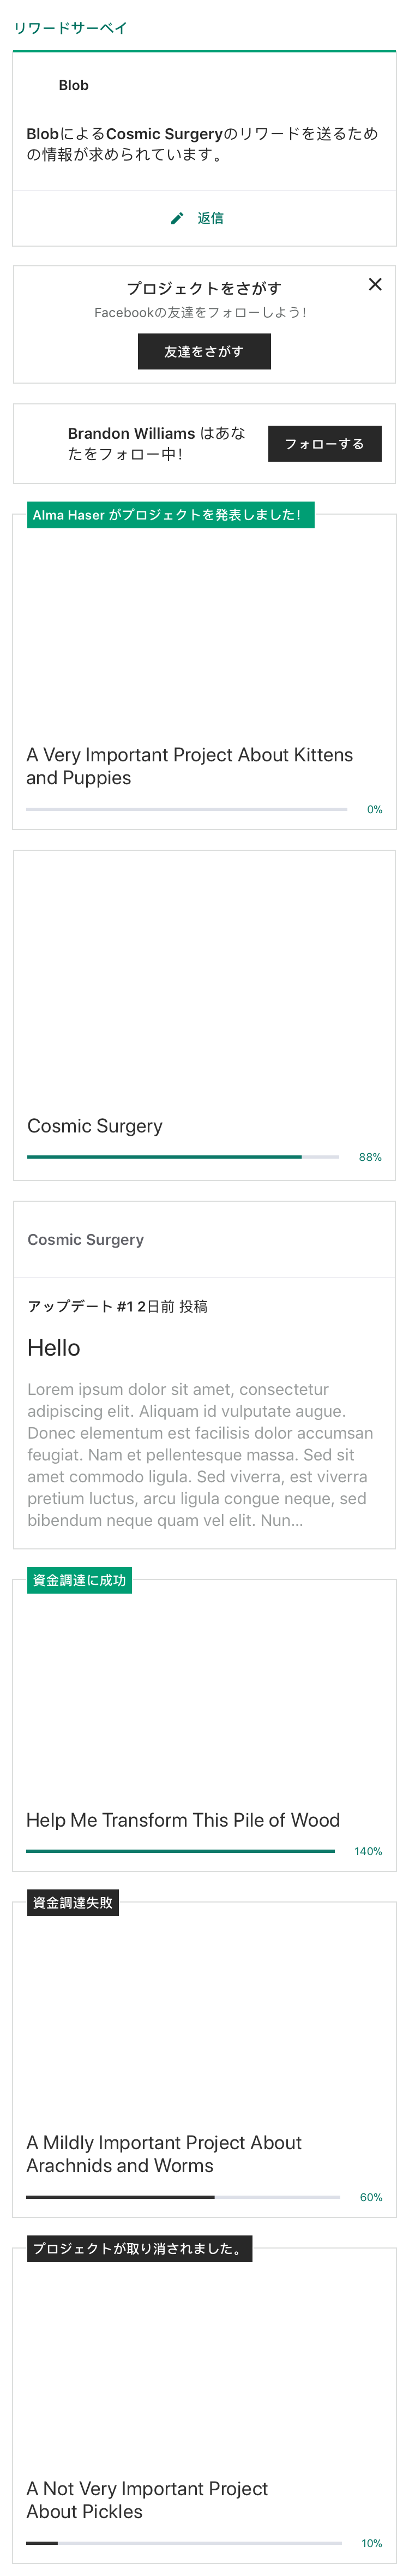 リワードサーベイ
Blob
BlobによるCosmic Surgeryのリワードを送るため
の情報が求められています。
返信
プロジェクトをさがす
Facebookの友達をフォローしよう！
友達をさがす
Brandon Williams はあな
たをフォロー中！
フォローする
Alma Haser がプロジェクトを発表しました！
A Very Important Project About Kittens
and Puppies
0%
Cosmic Surgery
88%
Cosmic Surgery
アップデート #1 2日前 投稿
Hello
Lorem ipsum dolor sit amet, consectetur
adipiscing elit. Aliquam id vulputate augue.
Donec elementum est facilisis dolor accumsan
feugiat. Nam et pellentesque massa. Sed sit
amet commodo ligula. Sed viverra, est viverra
pretium luctus, arcu ligula congue neque, sed
bibendum neque quam vel elit. Nun...
資金調達に成功
Help Me Transform This Pile of Wood
140%
資金調達失敗
A Mildly Important Project About
Arachnids and Worms
60%
プロジェクトが取り消されました。
A Not Very Important Project
About Pickles
10%